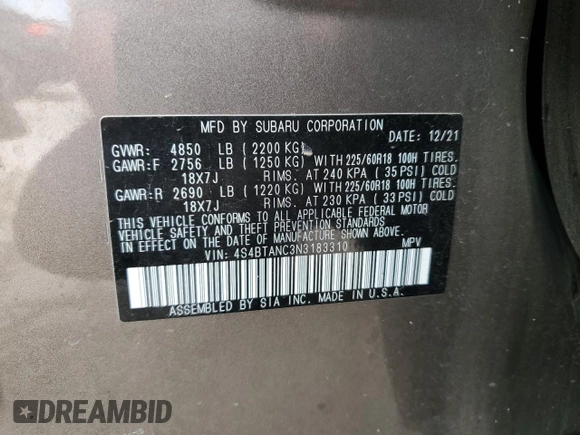 MFD BY SUBARU CORPORATION
DATE: 12/21
GVWR: 4850 LB (2200 KG)
GAWR:F 2756 LB (1250 KG) WITH 225/60R18 100H TIRES.
18X7J RIMS. AT 240 KPA (35 PSI) COLD
GAWR:R 2690 LB (1220 KG) WITH 225/60R18 100H TIRES.
18X7J RIMS. AT 230 KPA (33 PSI) COLD
THIS VEHICLE CONFORMS TO ALL APPLICABLE FEDERAL MOTOR
VEHICLE SAFETY AND THEFT PREVENTION STANDARDS
IN EFFECT ON THE DATE OF MANUFACTURE SHOWN ABOVE.
VIN: 4S4BTANC3N3183310 MPV
ASSEMBLED BY SIA INC. MADE IN U.S.A.
DREAMBID